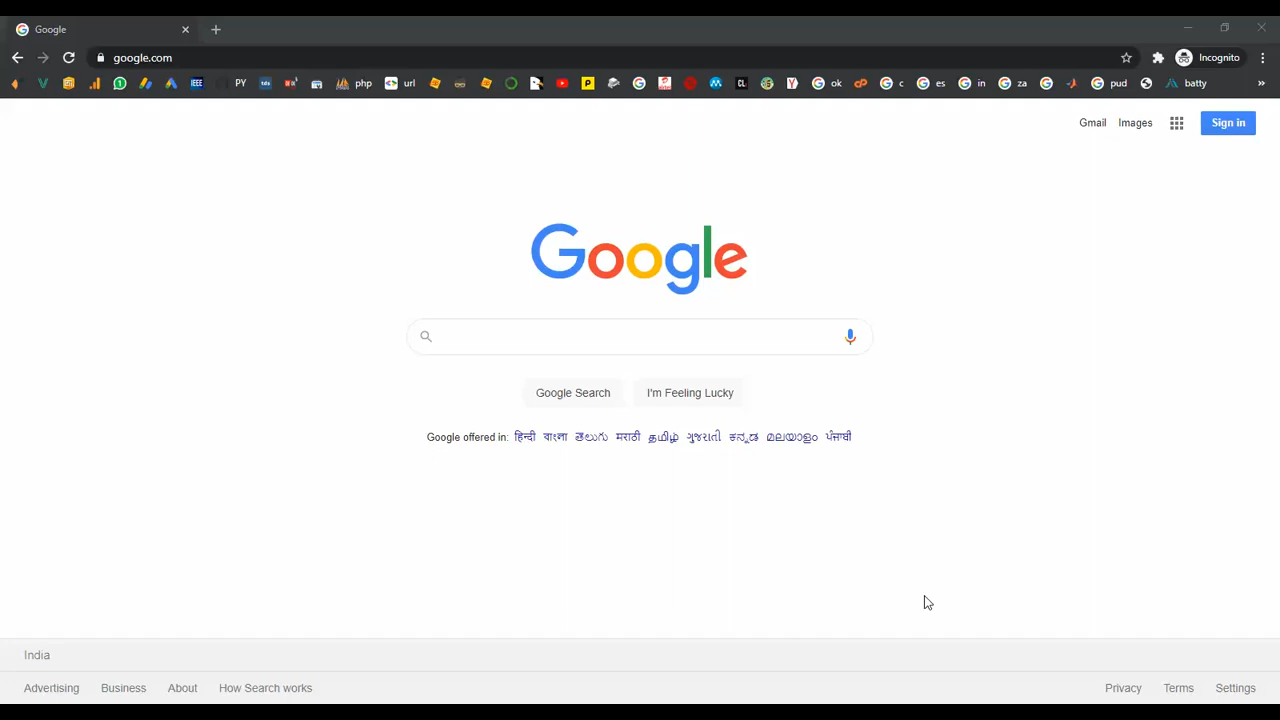 Google
google.com
Incognito
PY php url ok c es in za pud batty
Gmail Images Sign in
Google
Google Search I'm Feeling Lucky
Google offered in: हिन्दी বাংলা తెలుగు मराठी தமிழ் ગુજરાતી ಕನ್ನಡ മലയാളം ਪੰਜਾਬੀ
India
Advertising Business About How Search works Privacy Terms Settings